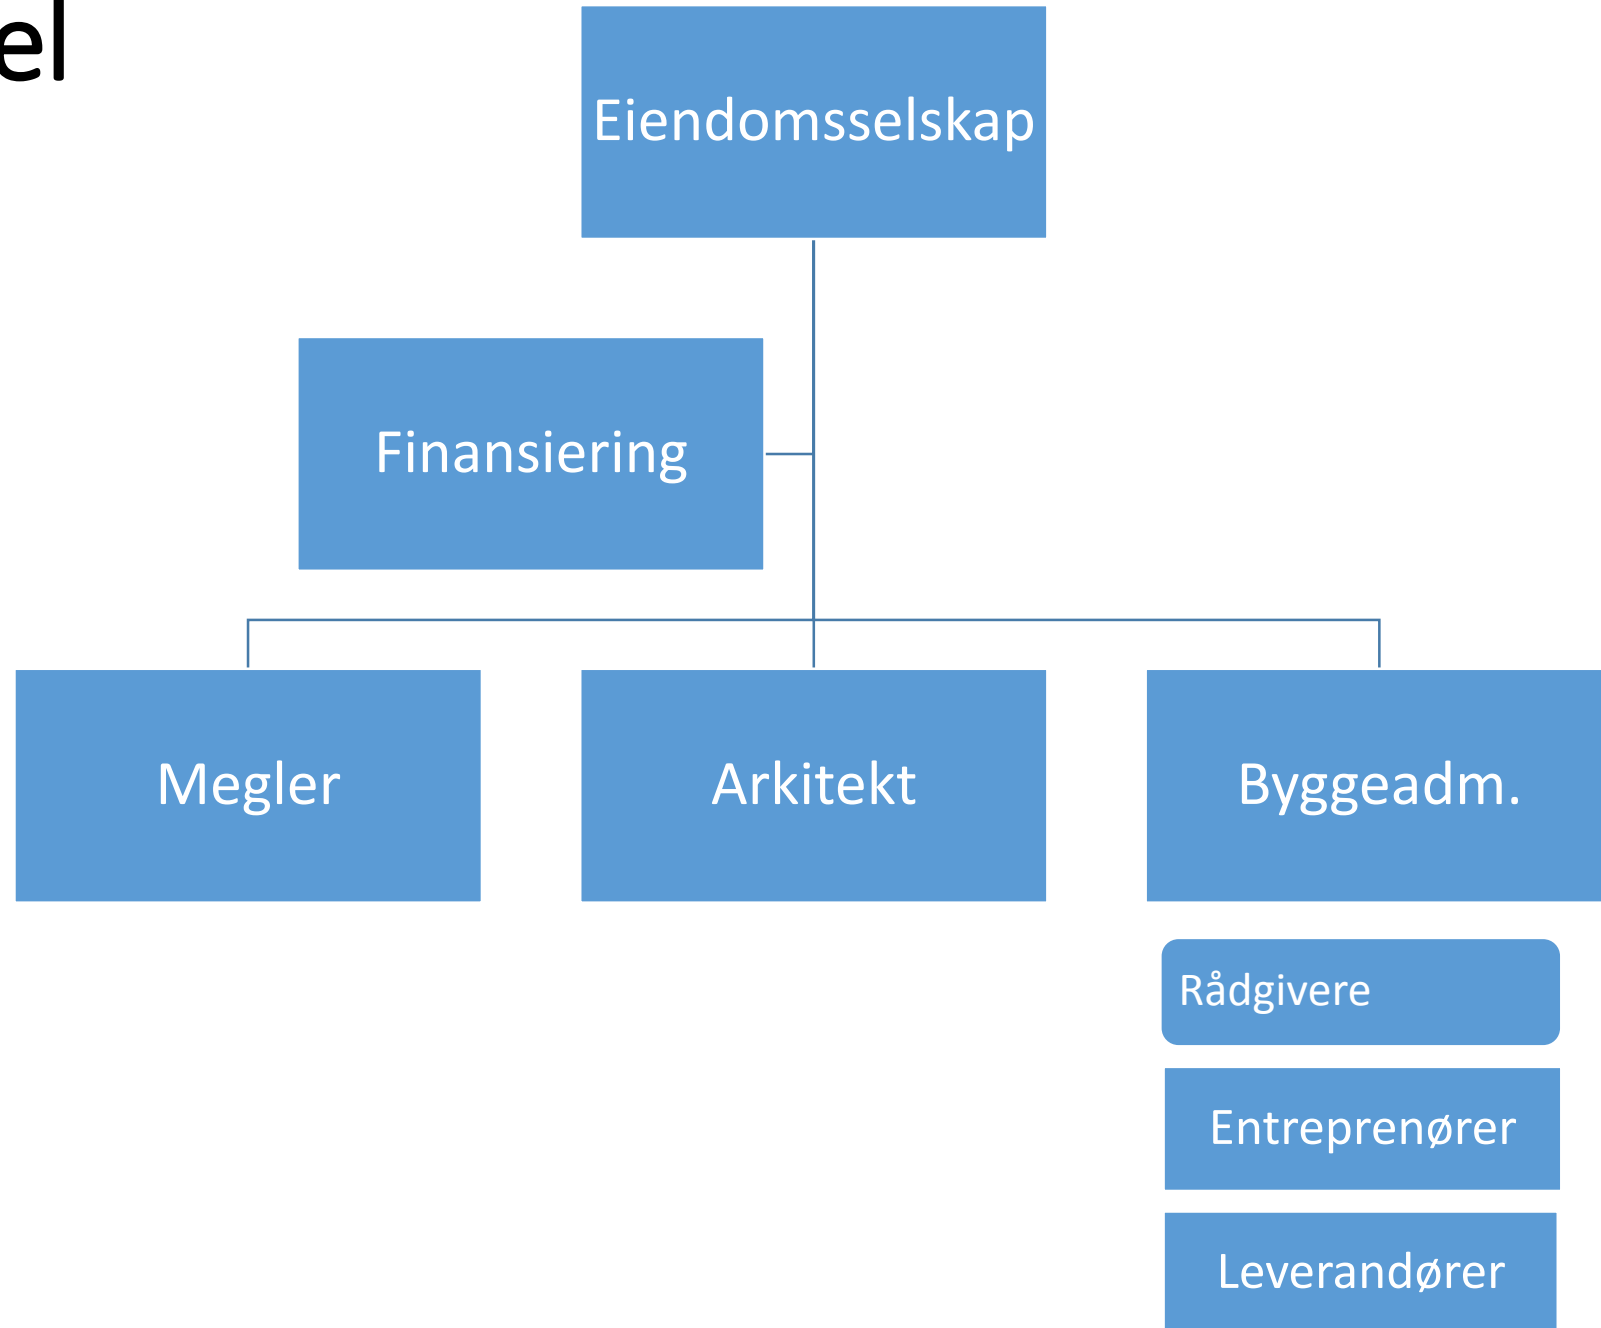 el
Eiendomsselskap
Finansiering
Megler
Arkitekt
Byggeadm.
Rådgivere
Entreprenører
Leverandører